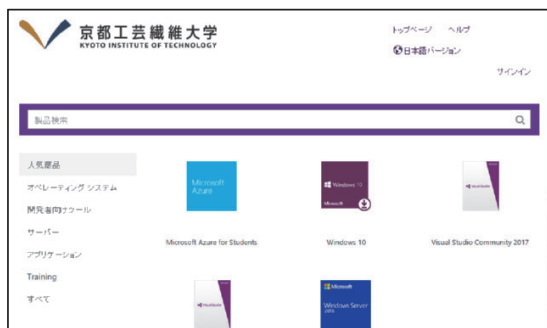 京都工芸繊維大学
KYOTO INSTITUTE OF TECHNOLOGY
トップページ ヘルプ
日本語バージョン
サインイン
製品検索
人気商品
オペレーティング システム
開発者向けツール
サーバー
アプリケーション
Training
すべて
Microsoft
Azure
Windows 10
Microsoft
Visual Studio
Microsoft Azure for Students
Windows 10
Visual Studio Community 2017
Visual Studio
Microsoft
Windows Server